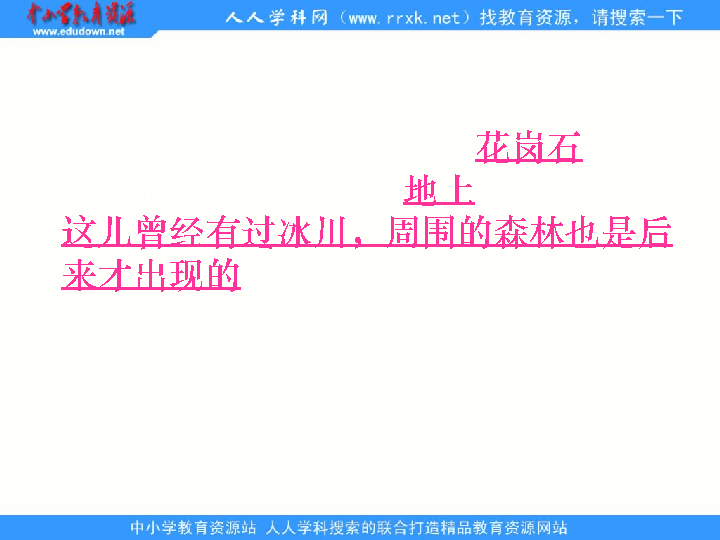 中小学教育资源
www.edudown.net
人人学科网（www.rrxk.net）找教育资源，请搜索一下
花岗石
地上
这儿曾经有过冰川，周围的森林也是后
来才出现的
中小学教育资源站 人人学科搜索的联合打造精品教育资源网站